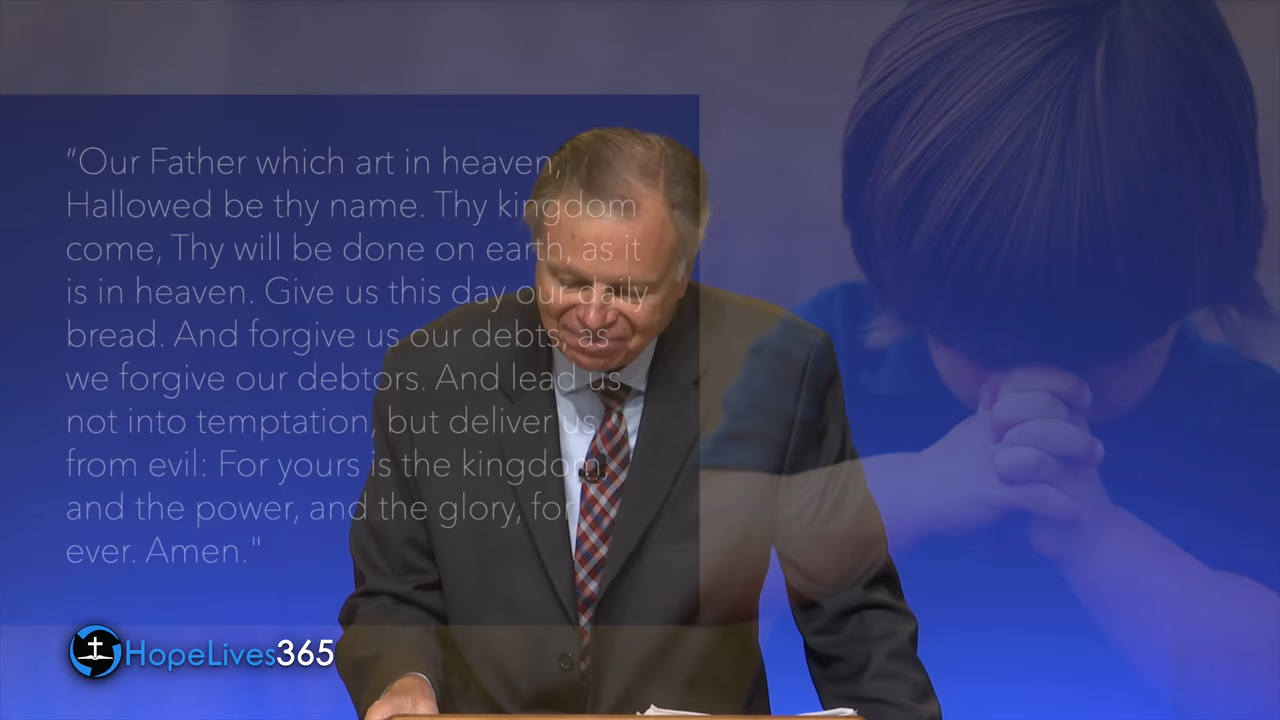 “Our Father which art in heaven,
Hallowed be thy name. Thy kingdom
come, Thy will be done on earth, as it
is in heaven. Give us this day our daily
bread. And forgive us our debts, as
we forgive our debtors. And lead us
not into temptation, but deliver us
from evil: For yours is the kingdom
and the power, and the glory, for
ever. Amen."
HopeLives365